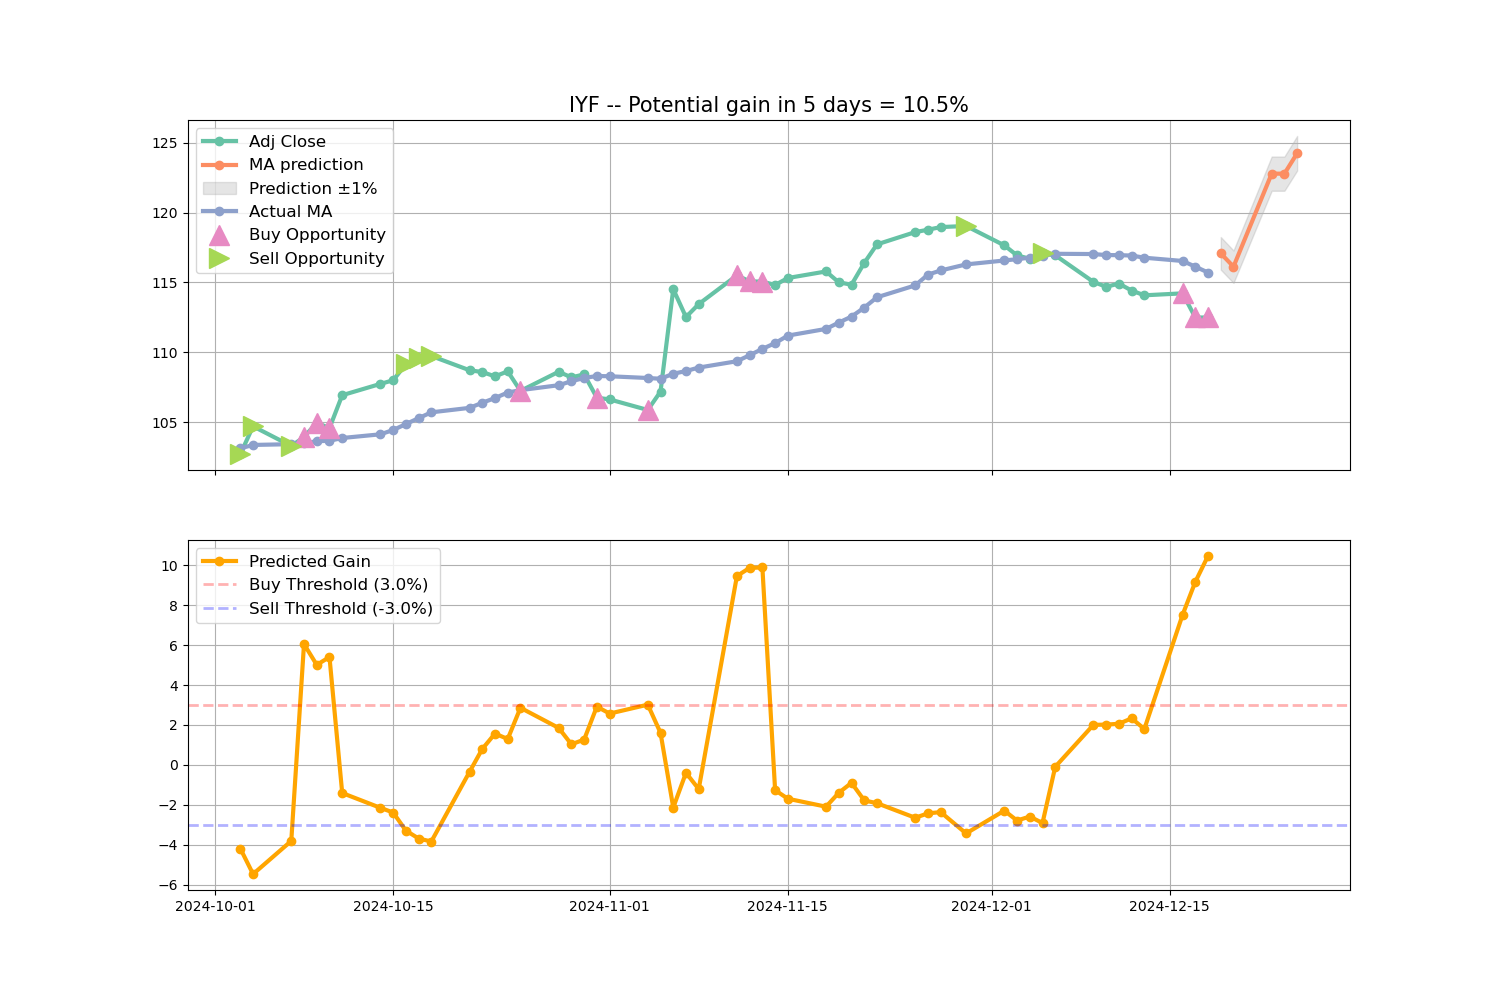 IYF -- Potential gain in 5 days = 10.5%
Adj Close
MA prediction
Prediction ±1%
Actual MA
Buy Opportunity
Sell Opportunity
125
120
115
110
105
Predicted Gain
Buy Threshold (3.0%)
Sell Threshold (-3.0%)
10
8
6
4
2
0
−2
−4
−6
2024-10-01 2024-10-15 2024-11-01 2024-11-15 2024-12-01 2024-12-15